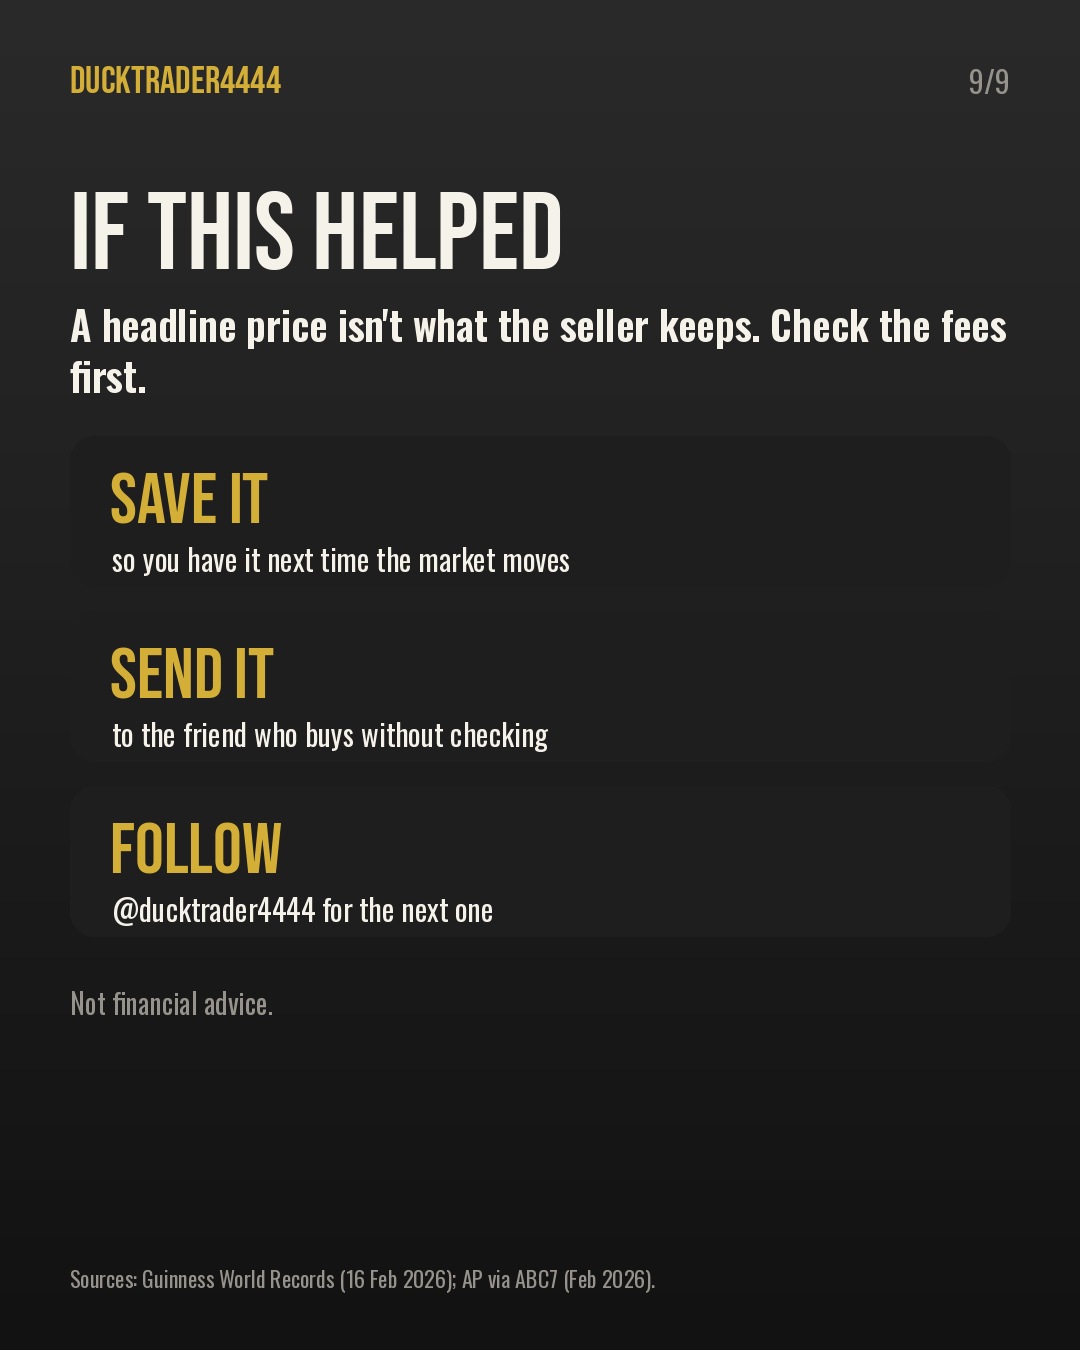 DUCKTRADER4444
9/9
IF THIS HELPED
A headline price isn't what the seller keeps. Check the fees
first.
SAVE IT
so you have it next time the market moves
SEND IT
to the friend who buys without checking
FOLLOW
@ducktrader4444 for the next one
Not financial advice.
Sources: Guinness World Records (16 Feb 2026); AP via ABC7 (Feb 2026).